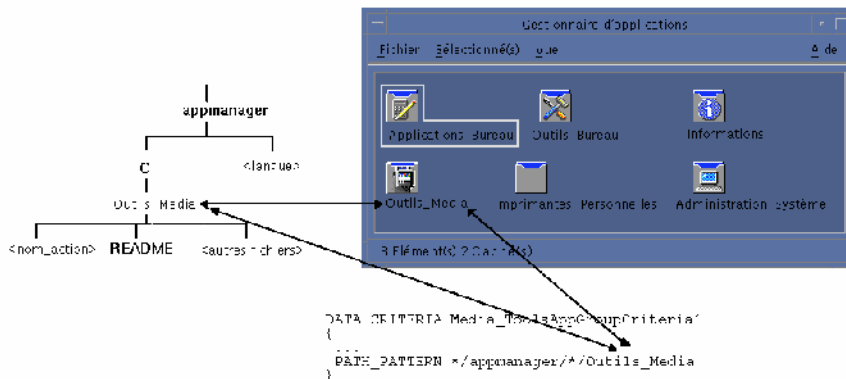 Gestionnaire d'applications
Fichier Sélectionné(s) Vue Aide
appmanager
Applications_Bureau Outils_Bureau Informations
C <langue>
Outils_Media
Outils_Media Imprimantes_Personnelles Administration_Système
<nom_action> README <autres fichiers>
Elément(s) 2 Caché(s)
DATA_CRITERIA Media_ToolsAppGroupCriteria1
{
...
PATH_PATTERN */appmanager/*/Outils_Media
}